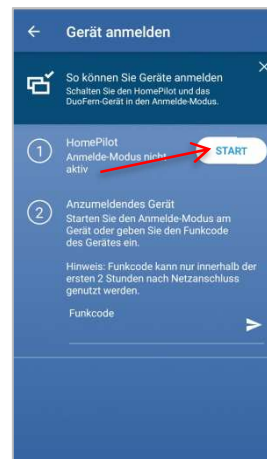 Gerät anmelden
So können Sie Geräte anmelden
Schalten Sie den HomePilot und das
DuoFern-Gerät in den Anmelde-Modus.
1
HomePilot
Anmelde-Modus nicht
aktiv
START
2
Anzumeldendes Gerät
Starten Sie den Anmelde-Modus am
Gerät oder geben Sie den Funkcode
des Gerätes ein.
Hinweis: Funkcode kann nur innerhalb der
ersten 2 Stunden nach Netzanschluss
genutzt werden.
Funkcode